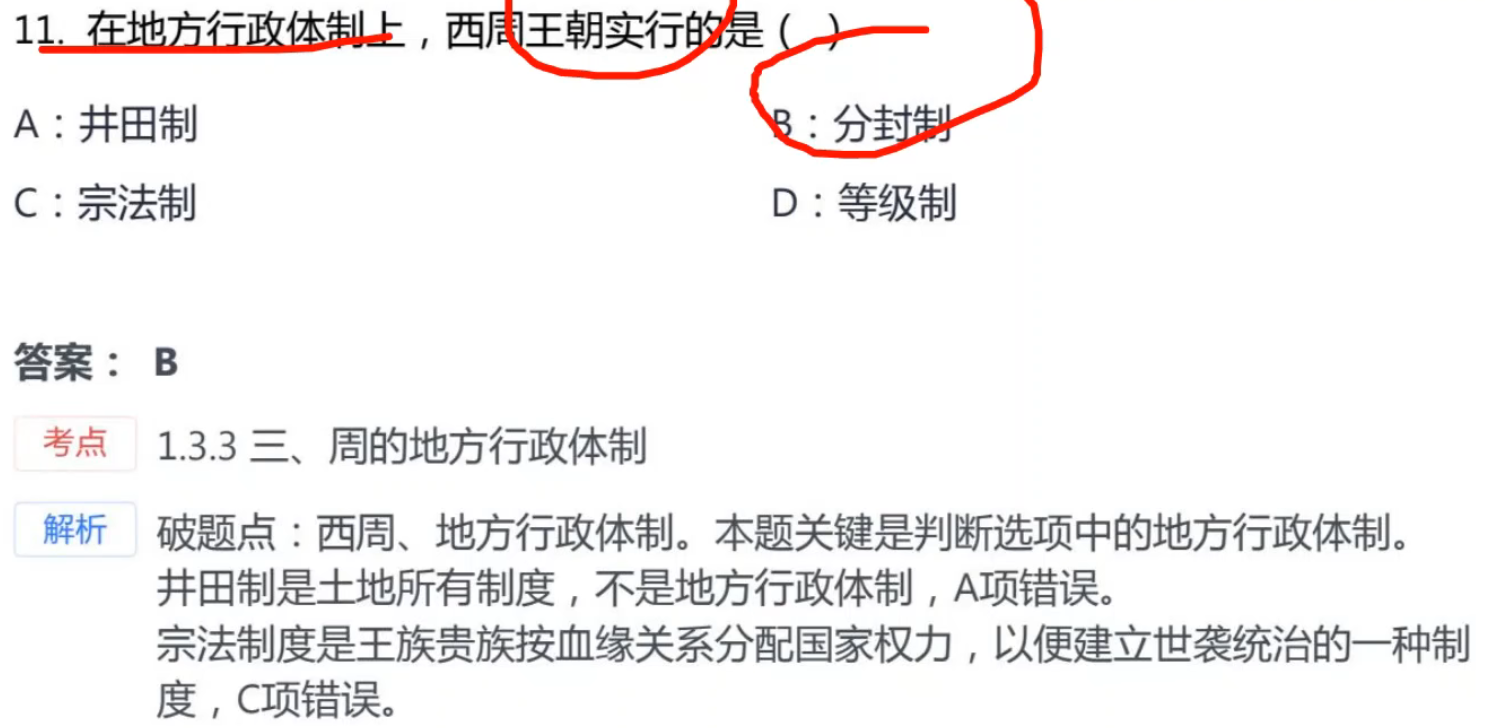 11. 在地方行政体制上，西周王朝实行的是（ ）
A：井田制 B：分封制
C：宗法制 D：等级制
答案： B
考点 1.3.3 三、周的地方行政体制
解析 破题点：西周、地方行政体制。本题关键是判断选项中的地方行政体制。
井田制是土地所有制度，不是地方行政体制，A项错误。
宗法制度是王族贵族按血缘关系分配国家权力，以便建立世袭统治的一种制
度，C项错误。